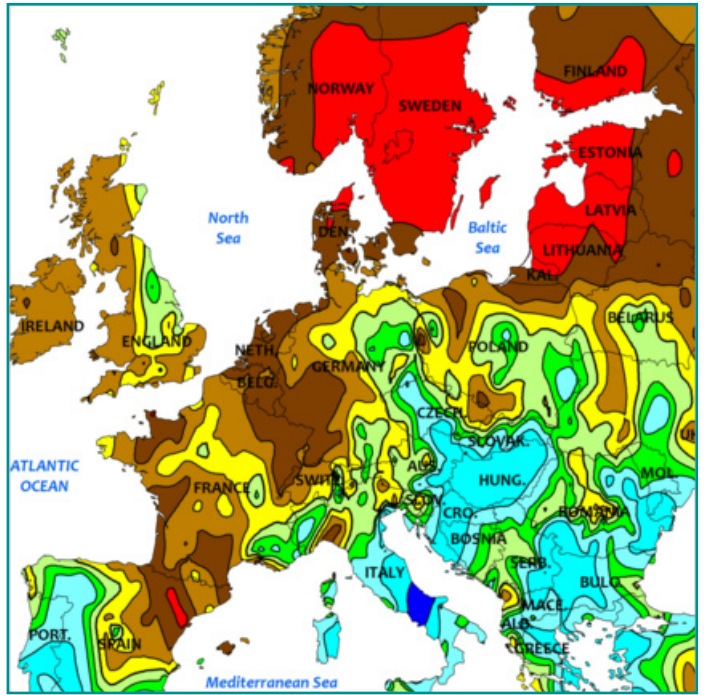 FINLAND
NORWAY
SWEDEN
ESTONIA
North
Sea
LATVIA
Baltic
Sea
DEN.
LITHUANIA
KAL.
BELARUS
IRELAND
ENGLAND
NETH.
POLAND
GERMANY
BELG.
CZECH.
UK
SLOVAK.
ATLANTIC
OCEAN
AUS.
MOL.
SWITZ.
HUNG.
FRANCE
SLON.
CRO.
ROMANIA
BOSNIA
SERB.
ITALY
BULG.
MACE.
PORT.
SPAIN
ALB.
GREECE
Mediterranean Sea